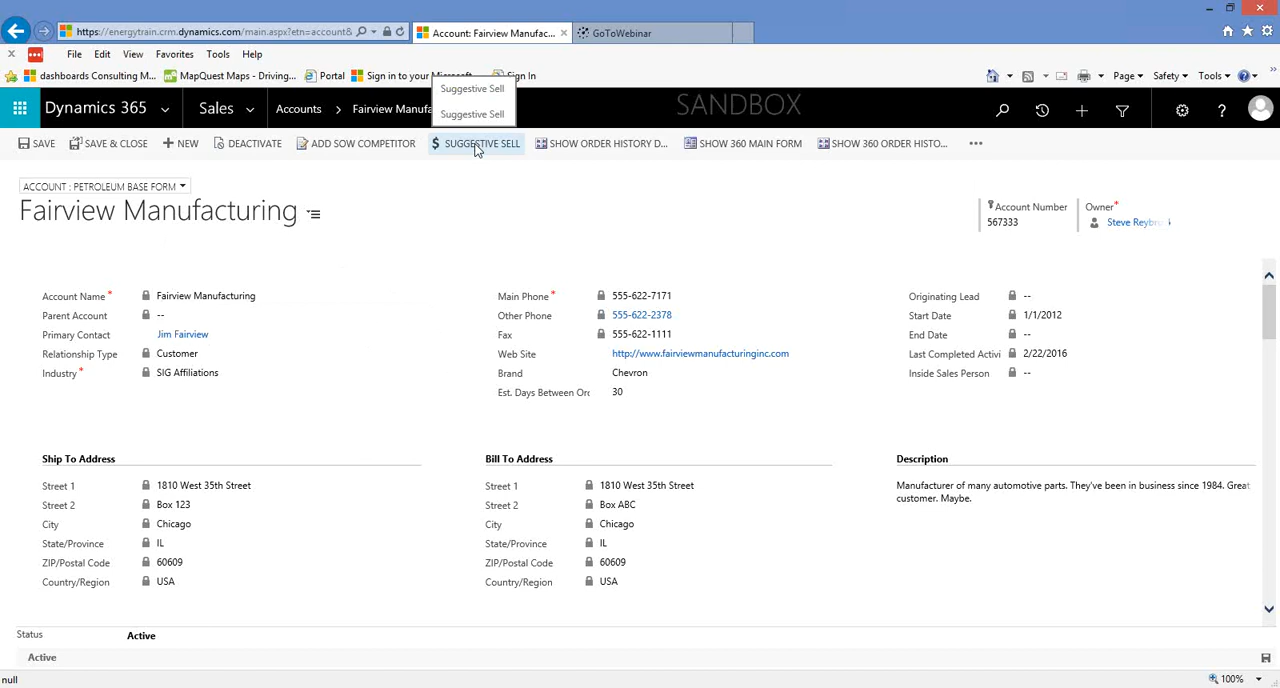 https://energytrain.crm.dynamics.com/main.aspx?etn=account&
Account: Fairview Manufac...
GoToWebinar
File Edit View Favorites Tools Help
dashboards Consulting M...
MapQuest Maps - Driving...
Portal
Sign in to your Microsoft
Sign In
Page
Safety
Tools
Suggestive Sell
Suggestive Sell
Dynamics 365
Sales
Accounts
Fairview Manufa
SANDBOX
SAVE
SAVE & CLOSE
+ NEW
DEACTIVATE
ADD SOW COMPETITOR
$ SUGGESTIVE SELL
SHOW ORDER HISTORY D...
SHOW 360 MAIN FORM
SHOW 360 ORDER HISTO...
...
ACCOUNT : PETROLEUM BASE FORM
Fairview Manufacturing
Account Number
567333
Owner*
Steve
Account Name* Fairview Manufacturing
Parent Account --
Primary Contact Jim Fairview
Relationship Type Customer
Industry* SIG Affiliations
Main Phone* 555-622-7171
Other Phone 555-622-2378
Fax 555-622-1111
Web Site http://www.fairviewmanufacturinginc.com
Brand Chevron
Est. Days Between Orc 30
Originating Lead --
Start Date 1/1/2012
End Date --
Last Completed Activi 2/22/2016
Inside Sales Person --
Ship To Address
Street 1 1810 West 35th Street
Street 2 Box 123
City Chicago
State/Province IL
ZIP/Postal Code 60609
Country/Region USA
Bill To Address
Street 1 1810 West 35th Street
Street 2 Box ABC
City Chicago
State/Province IL
ZIP/Postal Code 60609
Country/Region USA
Description
Manufacturer of many automotive parts. They've been in business since 1984. Great
customer. Maybe.
Status Active
Active
null
100%